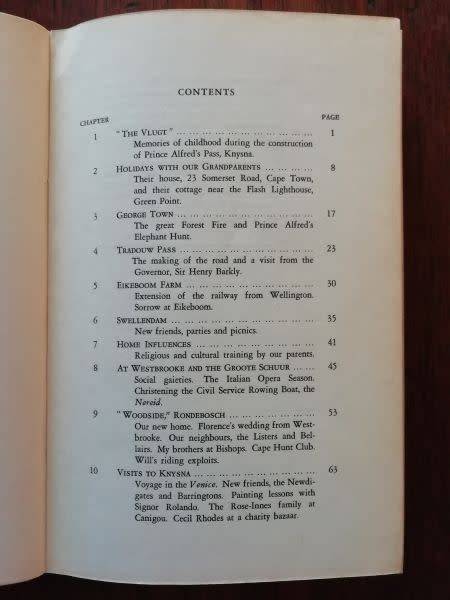 CONTENTS
CHAPTER PAGE
1 "THE VLUGT" ... ... ... ... ... ... ... ... ... ... ... 1
Memories of childhood during the construction
of Prince Alfred's Pass, Knysna.
2 HOLIDAYS WITH OUR GRANDPARENTS ... ... ... ... 8
Their house, 23 Somerset Road, Cape Town,
and their cottage near the Flash Lighthouse,
Green Point.
3 GEORGE TOWN ... ... ... ... ... ... ... ... ... ... ... 17
The great Forest Fire and Prince Alfred's
Elephant Hunt.
4 TRADOUW PASS ... ... ... ... ... ... ... ... ... ... 23
The making of the road and a visit from the
Governor, Sir Henry Barkly.
5 EIKEBOOM FARM ... ... ... ... ... ... ... ... ... ... 30
Extension of the railway from Wellington.
Sorrow at Eikeboom.
6 SWELLENDAM ... ... ... ... ... ... ... ... ... ... ... 35
New friends, parties and picnics.
7 HOME INFLUENCES ... ... ... ... ... ... ... ... ... 41
Religious and cultural training by our parents.
8 AT WESTBROOKE AND THE GROOTE SCHUUR ... ... 45
Social gaieties. The Italian Opera Season.
Christening the Civil Service Rowing Boat, the
Nereid.
9 "WOODSIDE," RONDEBOSCH ... ... ... ... ... ... ... 53
Our new home. Florence's wedding from West-
brooke. Our neighbours, the Listers and Bel-
lairs. My brothers at Bishops. Cape Hunt Club.
Will's riding exploits.
10 VISITS TO KNYSNA ... ... ... ... ... ... ... ... ... ... 63
Voyage in the Venice. New friends, the Newdi-
gates and Barringtons. Painting lessons with
Signor Rolando. The Rose-Innes family at
Canigou. Cecil Rhodes at a charity bazaar.